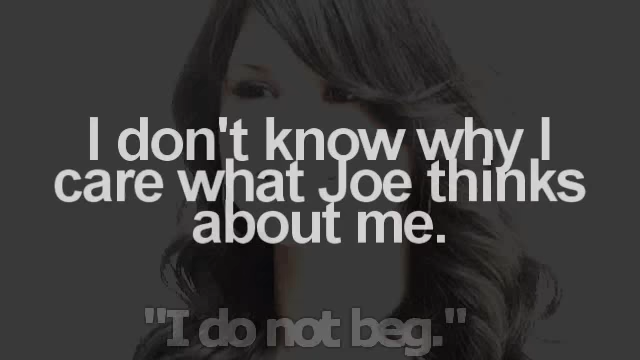 I don't know why I
care what Joe thinks
about me.
"I do not beg."